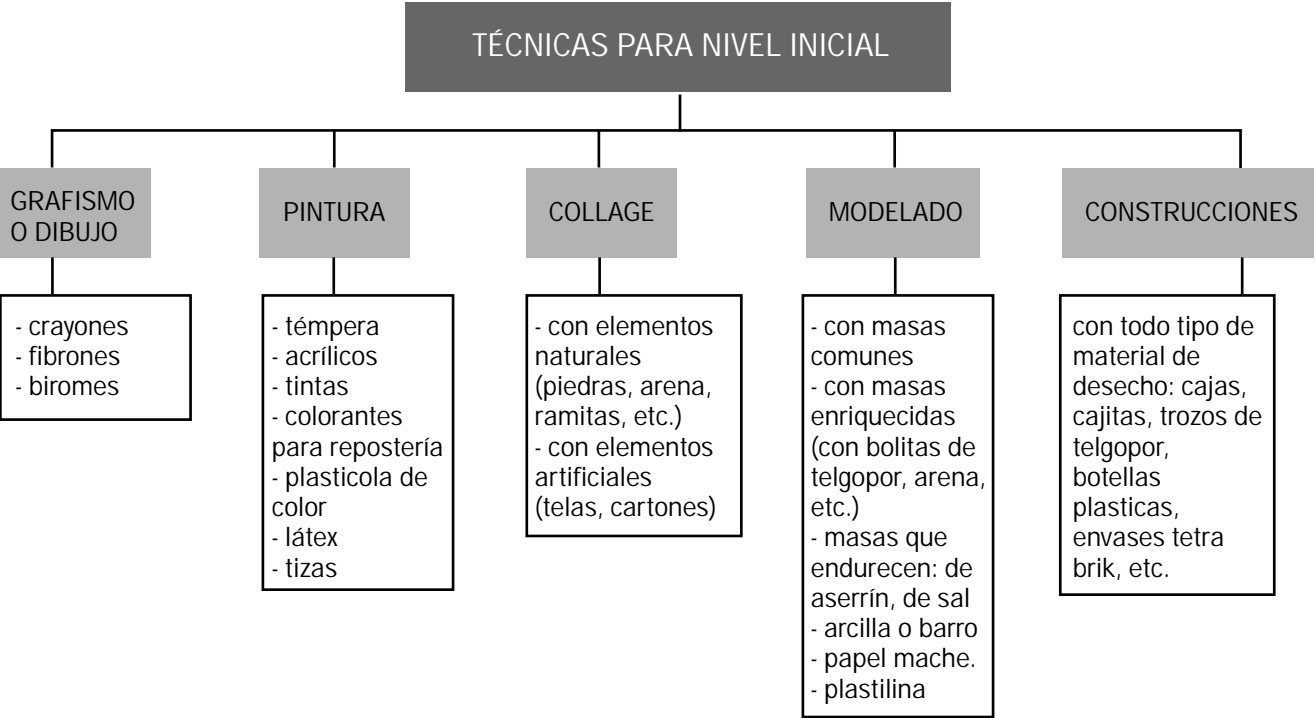 TÉCNICAS PARA NIVEL INICIAL
GRAFISMO
O DIBUJO
- crayones
- fibrones
- biromes
PINTURA
- témpera
- acrílicos
- tintas
- colorantes
para repostería
- plasticola de
color
- látex
- tizas
COLLAGE
- con elementos
naturales
(piedras, arena,
ramitas, etc.)
- con elementos
artificiales
(telas, cartones)
MODELADO
- con masas
comunes
- con masas
enriquecidas
(con bolitas de
telgopor, arena,
etc.)
- masas que
endurecen: de
aserrín, de sal
- arcilla o barro
- papel mache.
- plastilina
CONSTRUCCIONES
con todo tipo de
material de
desecho: cajas,
cajitas, trozos de
telgopor,
botellas
plasticas,
envases tetra
brik, etc.